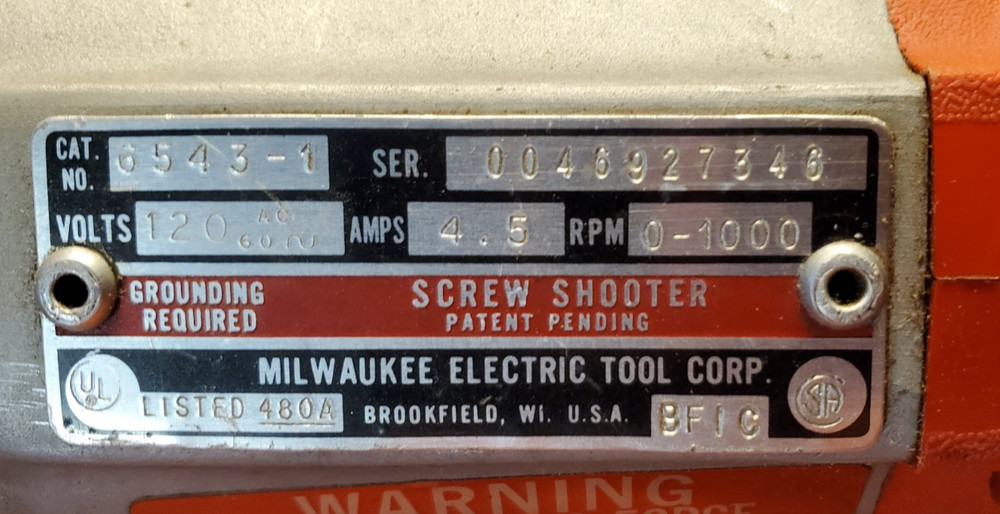 CAT. NO. 6543-1 SER. 0046927346
VOLTS 120 AC 60 AMPS 4.5 RPM 0-1000
GROUNDING REQUIRED
SCREW SHOOTER
PATENT PENDING
MILWAUKEE ELECTRIC TOOL CORP.
UL LISTED 480A BROOKFIELD, WI. U.S.A. BFIC SA
WARNING
FORCE